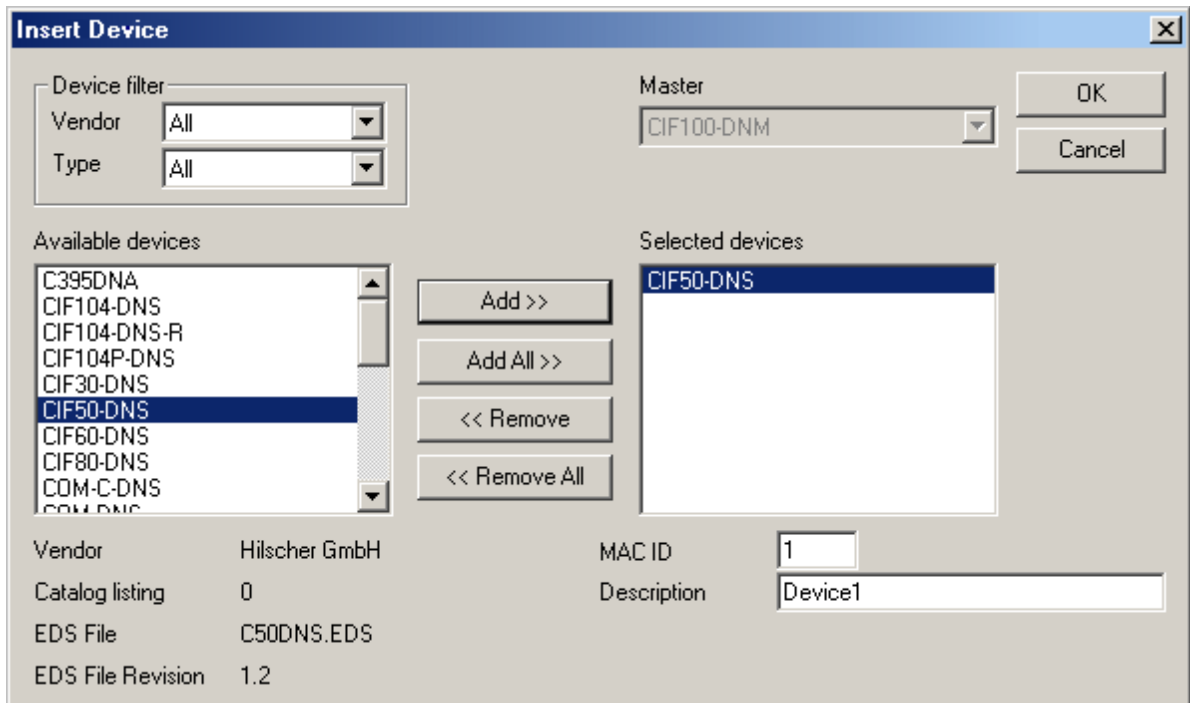 Insert Device
Device filter
Vendor All
Type All
Master
CIF100-DNM
OK
Cancel
Available devices
C395DNA
CIF104-DNS
CIF104-DNS-R
CIF104P-DNS
CIF30-DNS
CIF50-DNS
CIF60-DNS
CIF80-DNS
COM-C-DNS
Add >>
Add All >>
<< Remove
<< Remove All
Selected devices
CIF50-DNS
Vendor Hilscher GmbH
Catalog listing 0
EDS File C50DNS.EDS
EDS File Revision 1.2
MAC ID 1
Description Device1